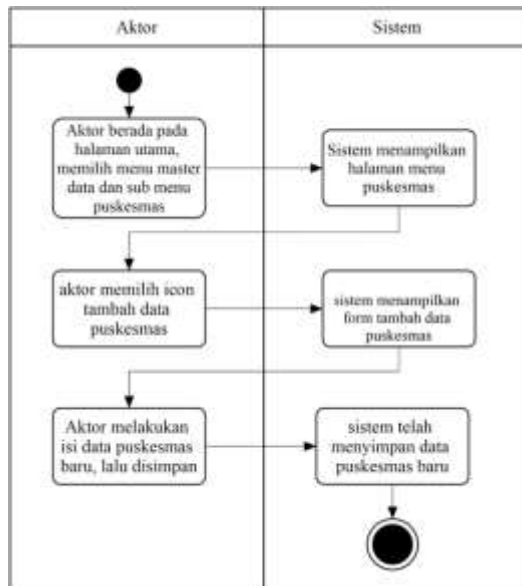 Aktor
Sistem
Aktor berada pada
halaman utama,
memilih menu master
data dan sub menu
puskesmas
Sistem menampilkan
halaman menu
puskesmas
aktor memilih icon
tambah data
puskesmas
sistem menampilkan
form tambah data
puskesmas
Aktor melakukan
isi data puskesmas
baru, lalu disimpan
sistem telah
menyimpan data
puskesmas baru